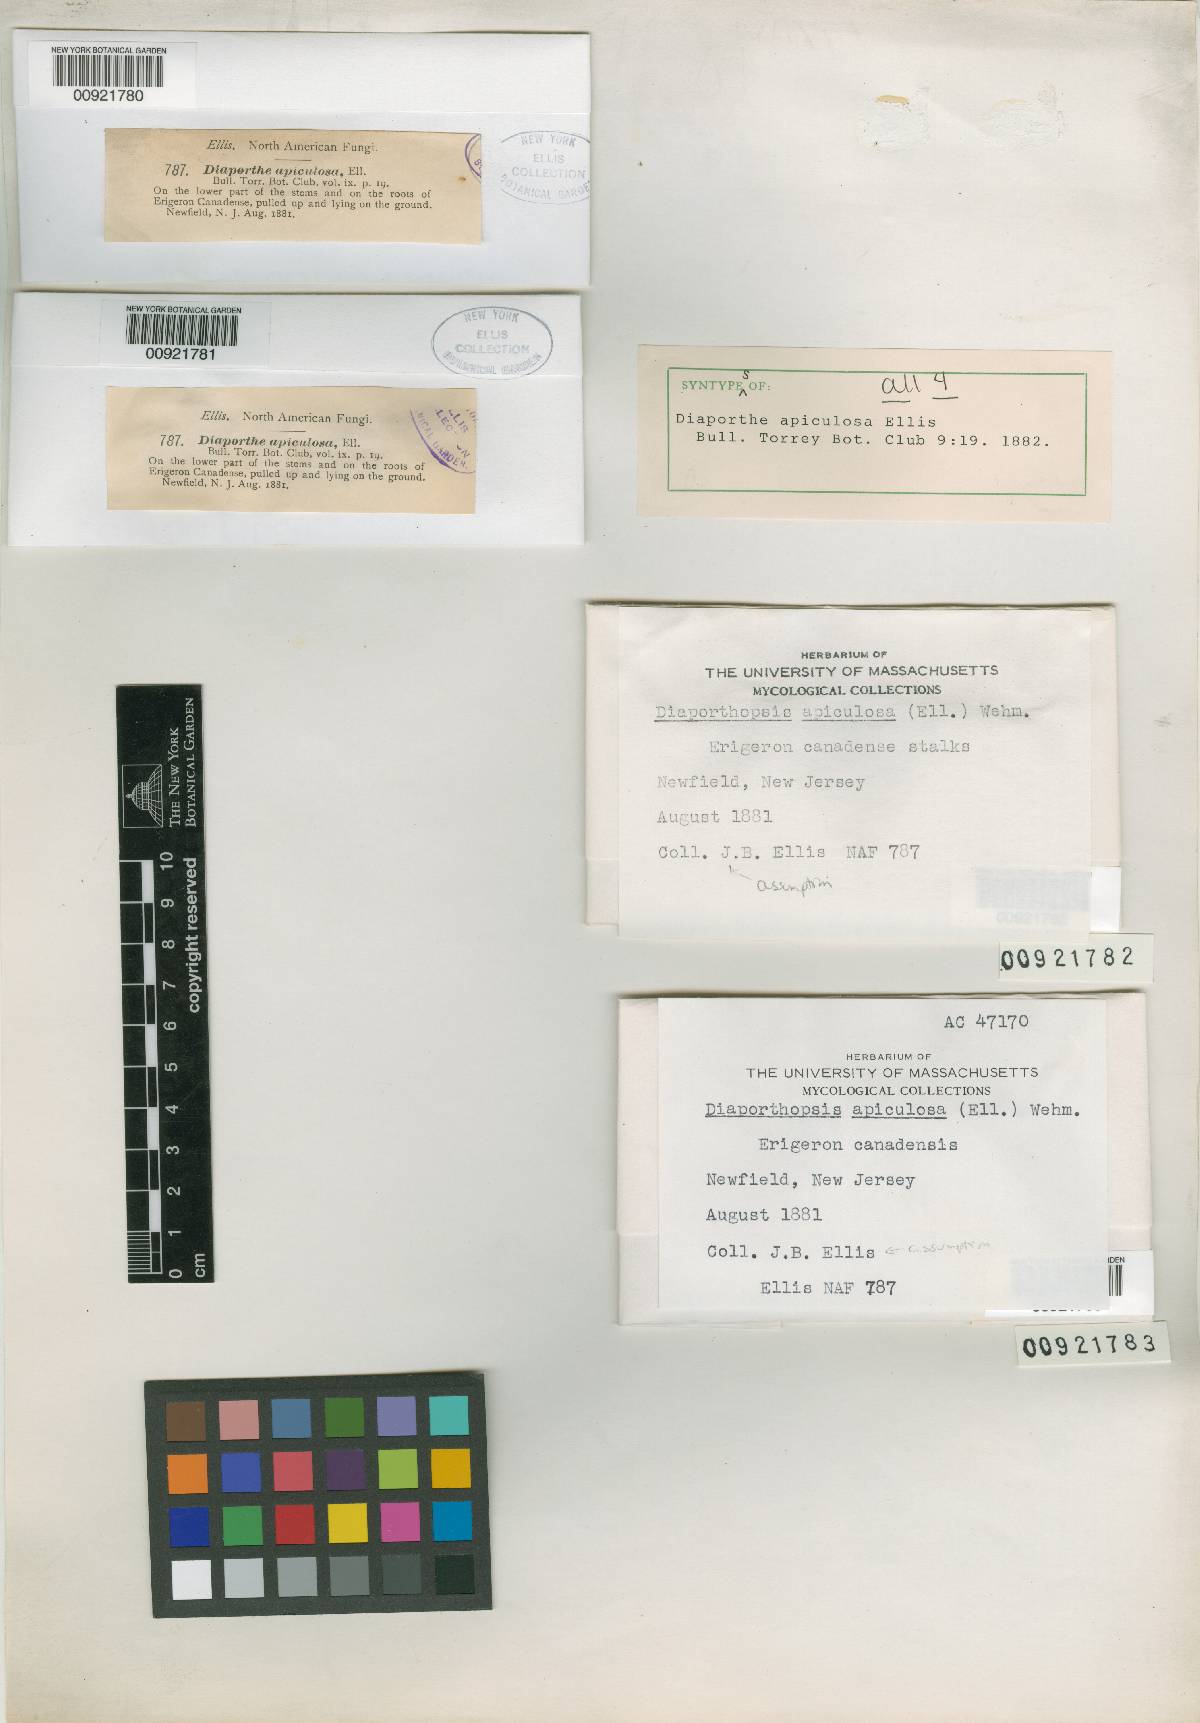 NEW YORK BOTANICAL GARDEN
00921780
Ellis. North American Fungi.
787. Diaporthe apiculosa, Ell.
Bull. Torr. Bot. Club, vol. ix. p. 19.
On the lower part of the stems and on the roots of
Erigeron Canadense, pulled up and lying on the ground.
Newfield, N. J. Aug. 1881.
NEW YORK
ELLIS
COLLECTION
BOTANICAL GARDE
NEW YORK BOTANICAL GARDEN
00921781
NEW YORK
ELLIS
COLLECTION
BOTANICAL GARDEN
Ellis. North American Fungi.
787. Diaporthe apiculosa, Ell.
Bull. Torr. Bot. Club, vol. ix. p. 19.
On the lower part of the stems and on the roots of
Erigeron Canadense, pulled up and lying on the ground.
Newfield, N. J. Aug. 1881.
SYNTYPES OF: all 4
Diaporthe apiculosa Ellis
Bull. Torrey Bot. Club 9:19. 1882.
HERBARIUM OF
THE UNIVERSITY OF MASSACHUSETTS
MYCOLOGICAL COLLECTIONS
Diaporthopsis apiculosa (Ell.) Wehm.
Erigeron canadense stalks
Newfield, New Jersey
August 1881
Coll. J.B. Ellis NAF 787
assumption
00921782
AC 47170
HERBARIUM OF
THE UNIVERSITY OF MASSACHUSETTS
MYCOLOGICAL COLLECTIONS
Diaporthopsis apiculosa (Ell.) Wehm.
Erigeron canadensis
Newfield, New Jersey
August 1881
Coll. J.B. Ellis ← assumption
Ellis NAF 787
00921783
THE NEW YORK
BOTANICAL GARDEN
copyright reserved
0 1 2 3 4 5 6 7 8 9 10
cm